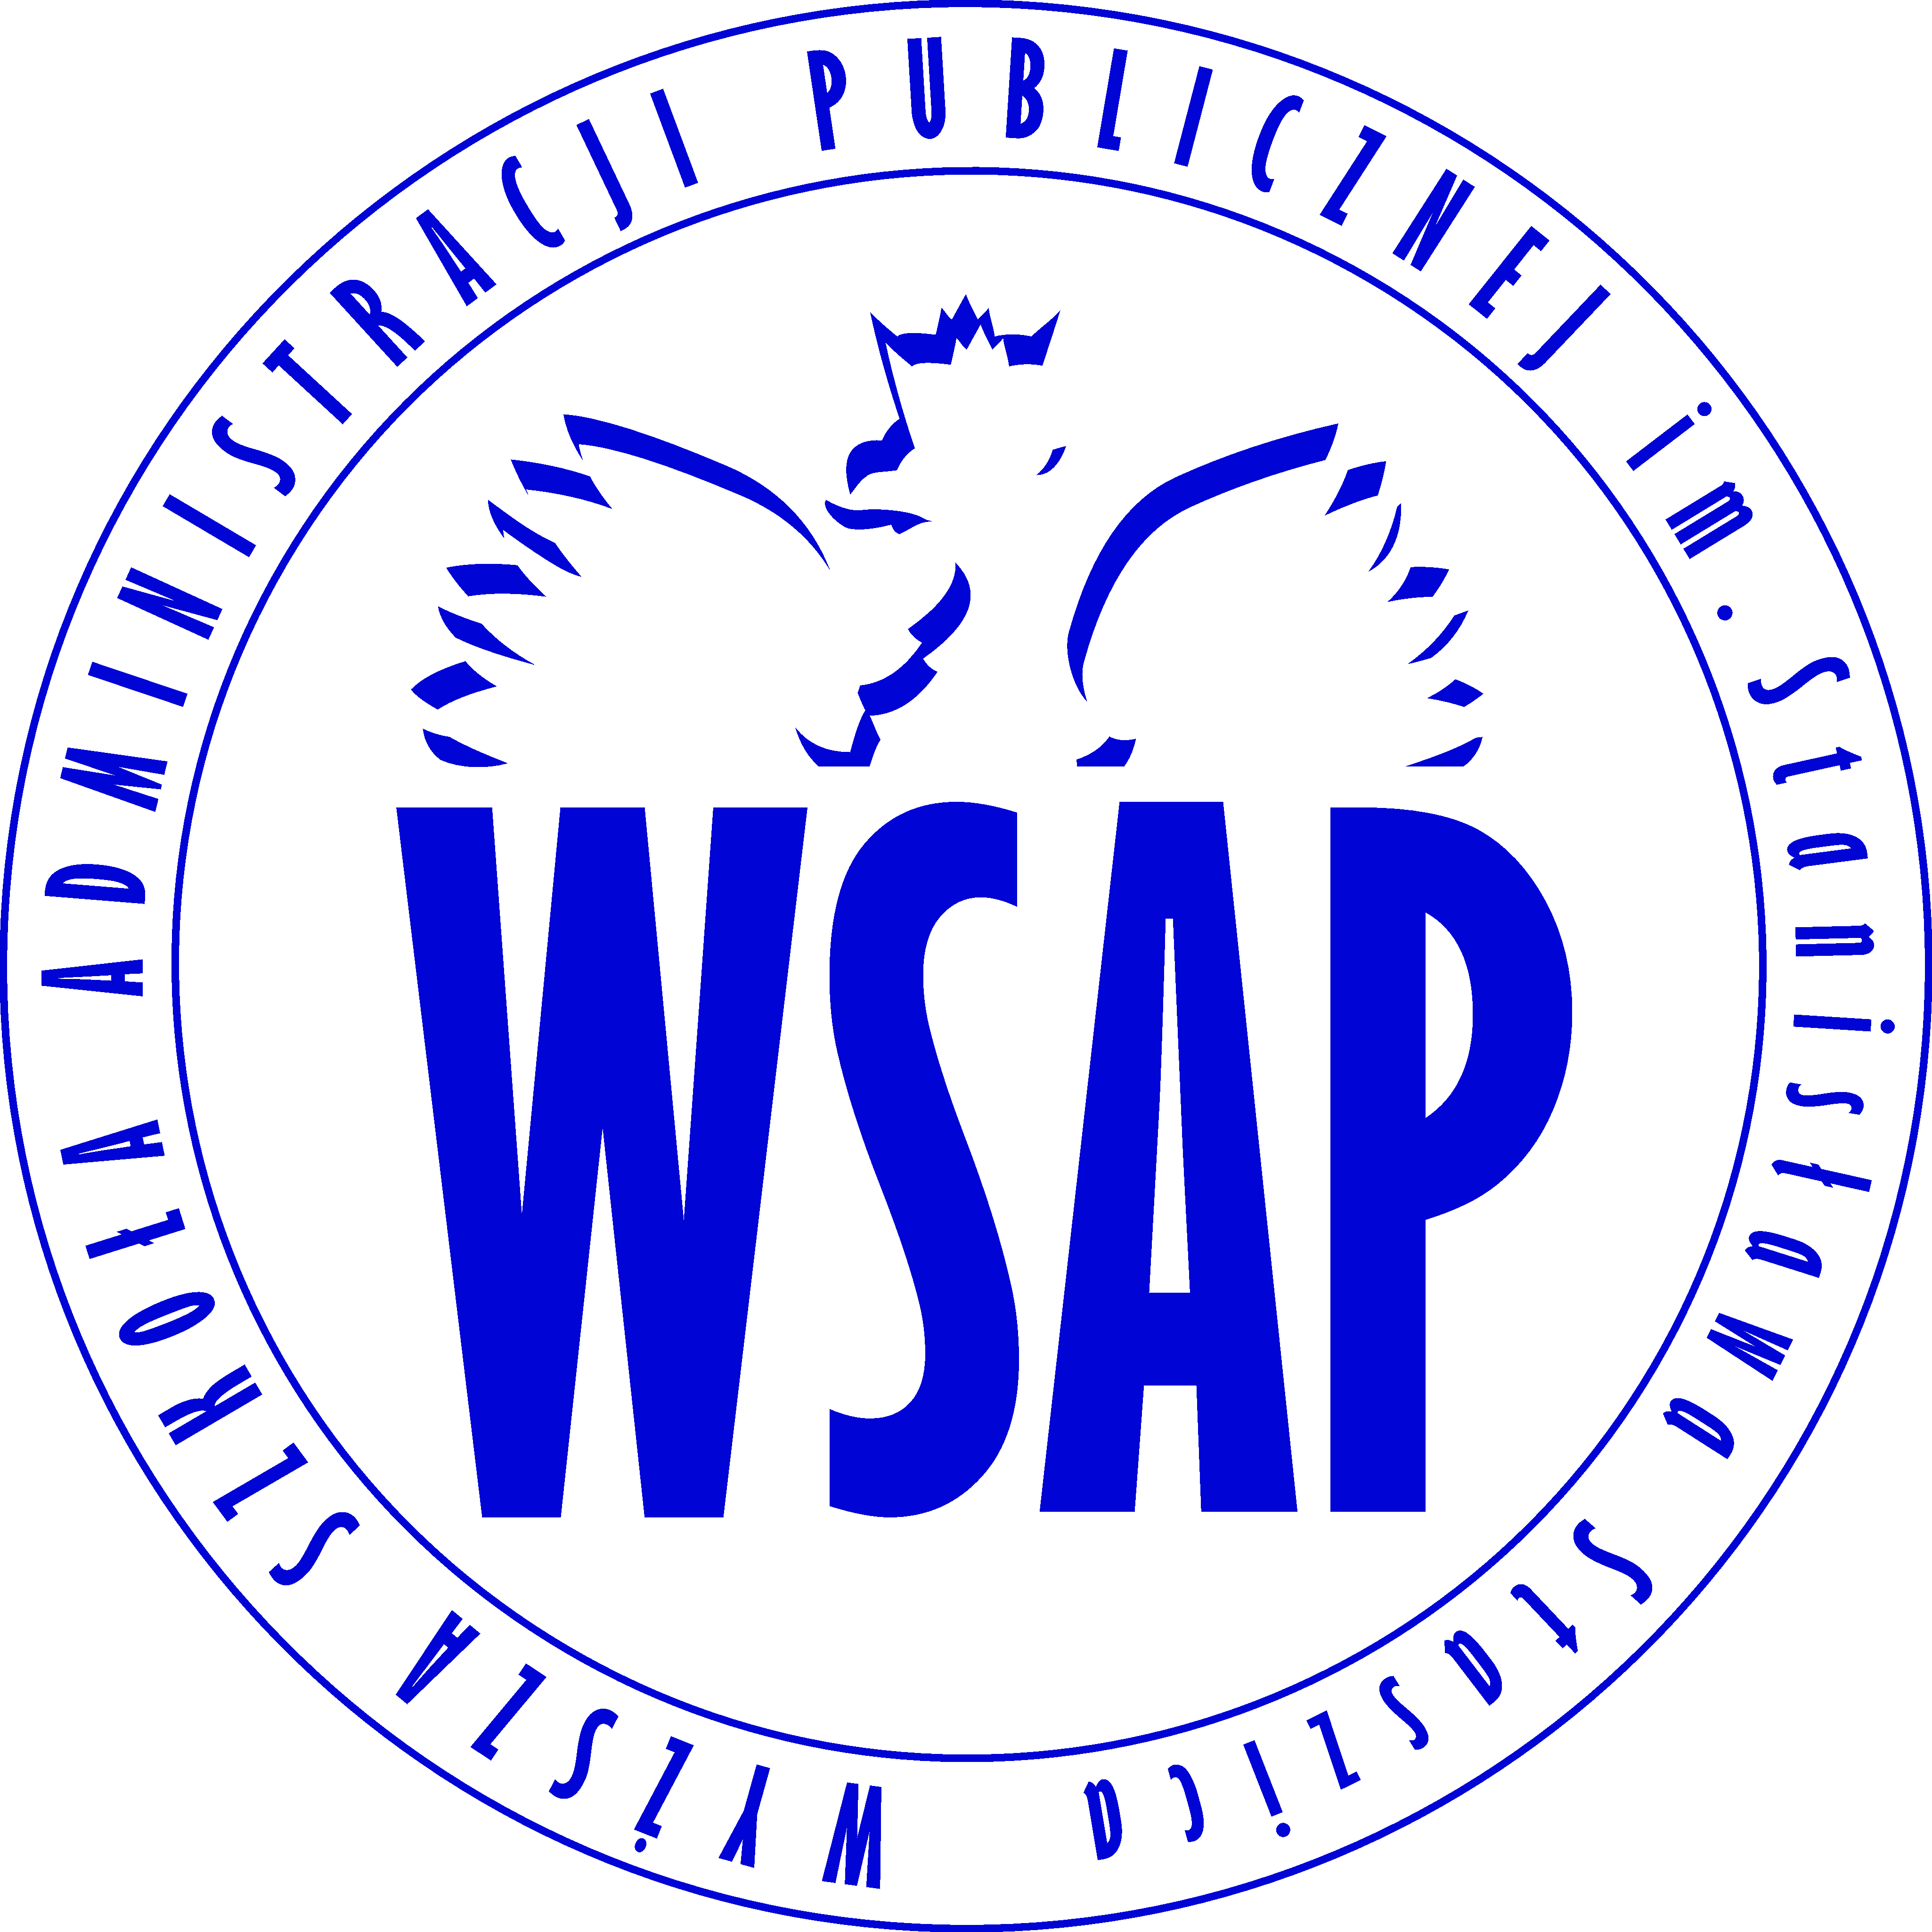 WYŻSZA SZKOŁA ADMINISTRACJI PUBLICZNEJ im. Stanisława Staszica
WSAP